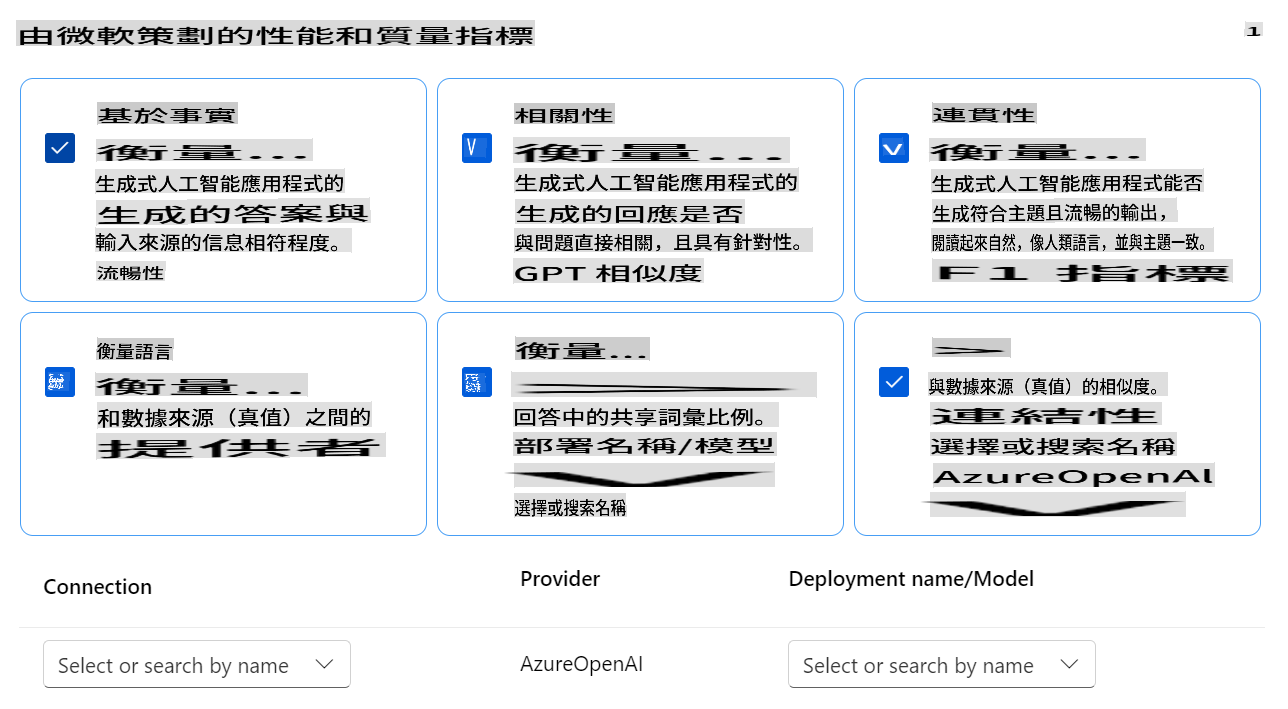 由微軟策劃的性能和質量指標
1
基於事實
衡量...
生成式人工智能應用程式的
生成的答案與
輸入來源的信息相符程度。
流暢性
相關性
衡量...
生成式人工智能應用程式的
生成的回應是否
與問題直接相關，且具有針對性。
GPT 相似度
連貫性
衡量...
生成式人工智能應用程式能否
生成符合主題且流暢的輸出，
閱讀起來自然，像人類語言，並與主題一致。
F1 指標
衡量語言
衡量...
和數據來源（真值）之間的
提供者
衡量...
回答中的共享詞彙比例。
部署名稱/模型
選擇或搜索名稱
與數據來源（真值）的相似度。
連結性
選擇或搜索名稱
AzureOpenAI
Connection
Provider
Deployment name/Model
Select or search by name
AzureOpenAI
Select or search by name